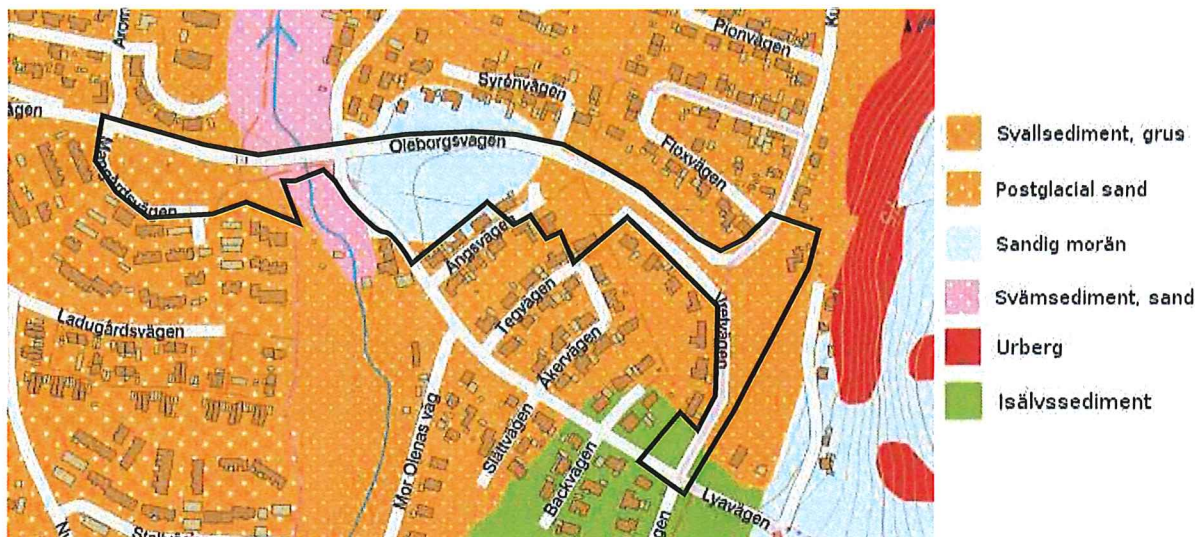 Pionvägen
Syrenvägen
Oleborgsvägen
Floxvägen
Ängsvägen
Tegvägen
Åkervägen
Ladugårdsvägen
Mor Olenas väg
Slåttvägen
Backvägen
Lyavägen
Svallsediment, grus
Postglacial sand
Sandig morän
Svämsediment, sand
Urberg
Isälvssediment